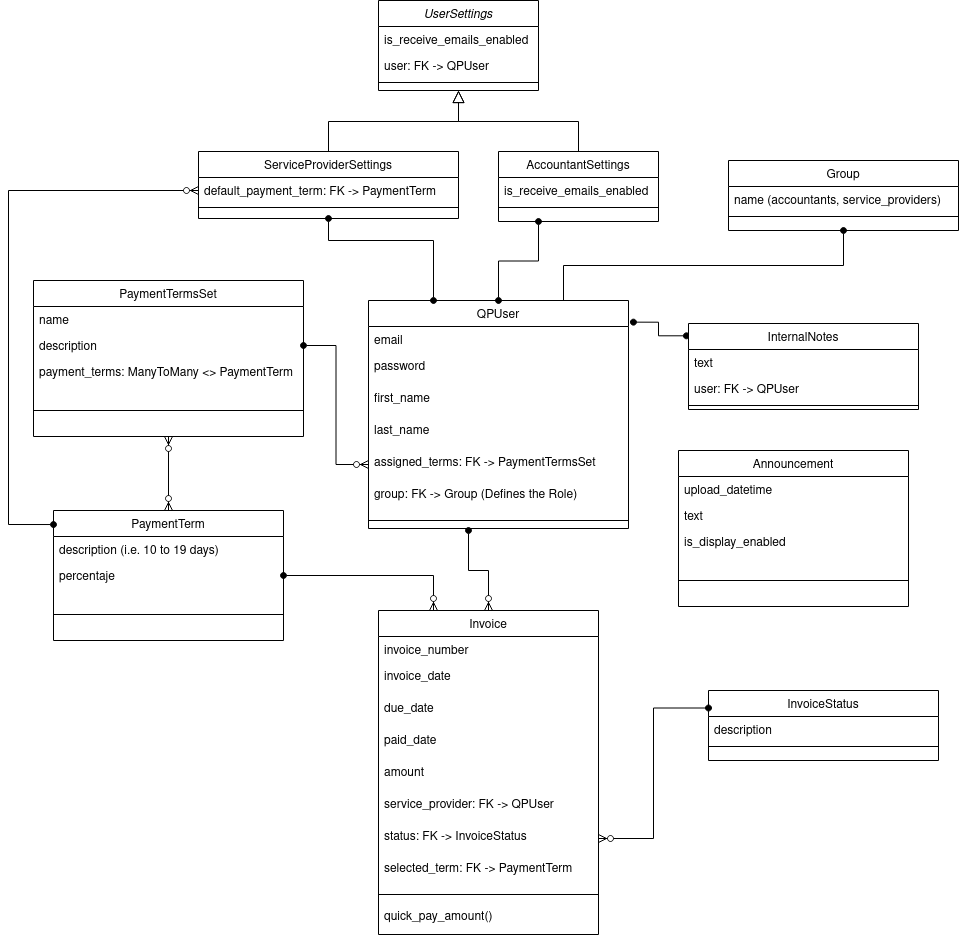 UserSettings
is_receive_emails_enabled
user: FK -> QPUser
ServiceProviderSettings
default_payment_term: FK -> PaymentTerm
AccountantSettings
is_receive_emails_enabled
Group
name (accountants, service_providers)
PaymentTermsSet
name
description
payment_terms: ManyToMany <> PaymentTerm
QPUser
email
password
first_name
last_name
assigned_terms: FK -> PaymentTermsSet
group: FK -> Group (Defines the Role)
InternalNotes
text
user: FK -> QPUser
Announcement
upload_datetime
text
is_display_enabled
PaymentTerm
description (i.e. 10 to 19 days)
percentaje
Invoice
invoice_number
invoice_date
due_date
paid_date
amount
service_provider: FK -> QPUser
status: FK -> InvoiceStatus
selected_term: FK -> PaymentTerm
quick_pay_amount()
InvoiceStatus
description